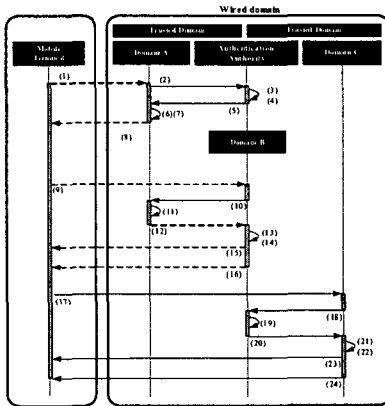 Wired domain
Trusted Domain
Trusted Domain
Mobile
Terminal
Domain A
Authentication
Authority
Domain C
(1)
(2)
(3)
(4)
(5)
(6)(7)
(8)
Domain B
(9)
(10)
(11)
(12)
(13)
(14)
(15)
(16)
(17)
(18)
(19)
(20)
(21)
(22)
(23)
(24)